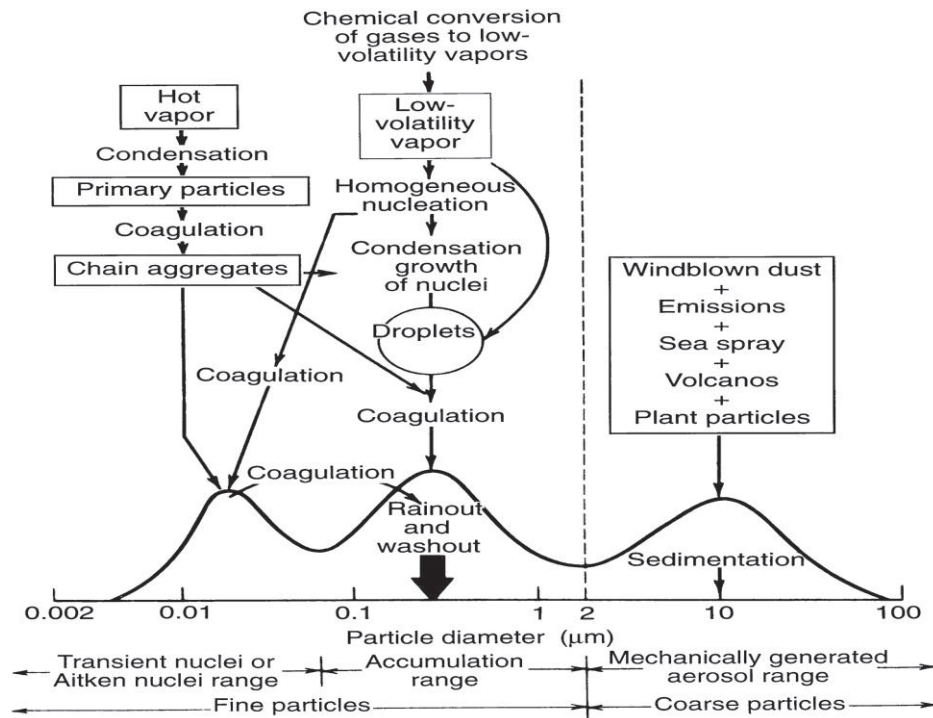 Chemical conversion
of gases to low-
volatility vapors
Hot
vapor
Condensation
Primary particles
Coagulation
Chain aggregates
Low-
volatility
vapor
Homogeneous
nucleation
Condensation
growth
of nuclei
Droplets
Coagulation
Coagulation
Coagulation
Rainout
and
washout
Windblown dust
+
Emissions
+
Sea spray
+
Volcanos
+
Plant particles
Sedimentation
0.002 0.01 0.1 1 2 10 100
Particle diameter (μm)
Transient nuclei or
Aitken nuclei range
Accumulation
range
Mechanically generated
aerosol range
Fine particles
Coarse particles